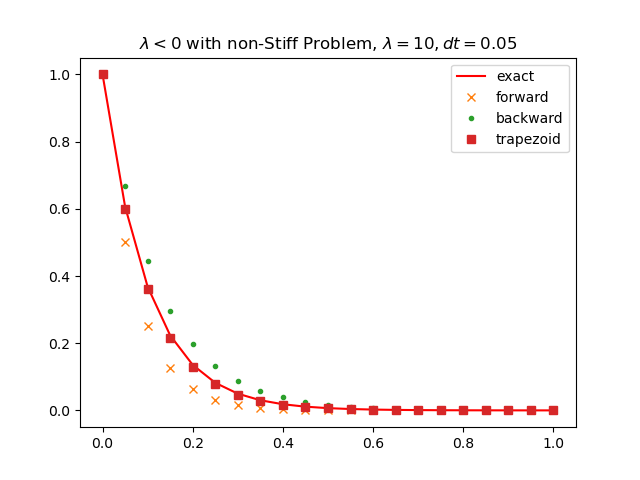 λ < 0 with non-Stiff Problem, λ = 10, dt = 0.05
exact
forward
backward
trapezoid
1.0
0.8
0.6
0.4
0.2
0.0
0.0 0.2 0.4 0.6 0.8 1.0